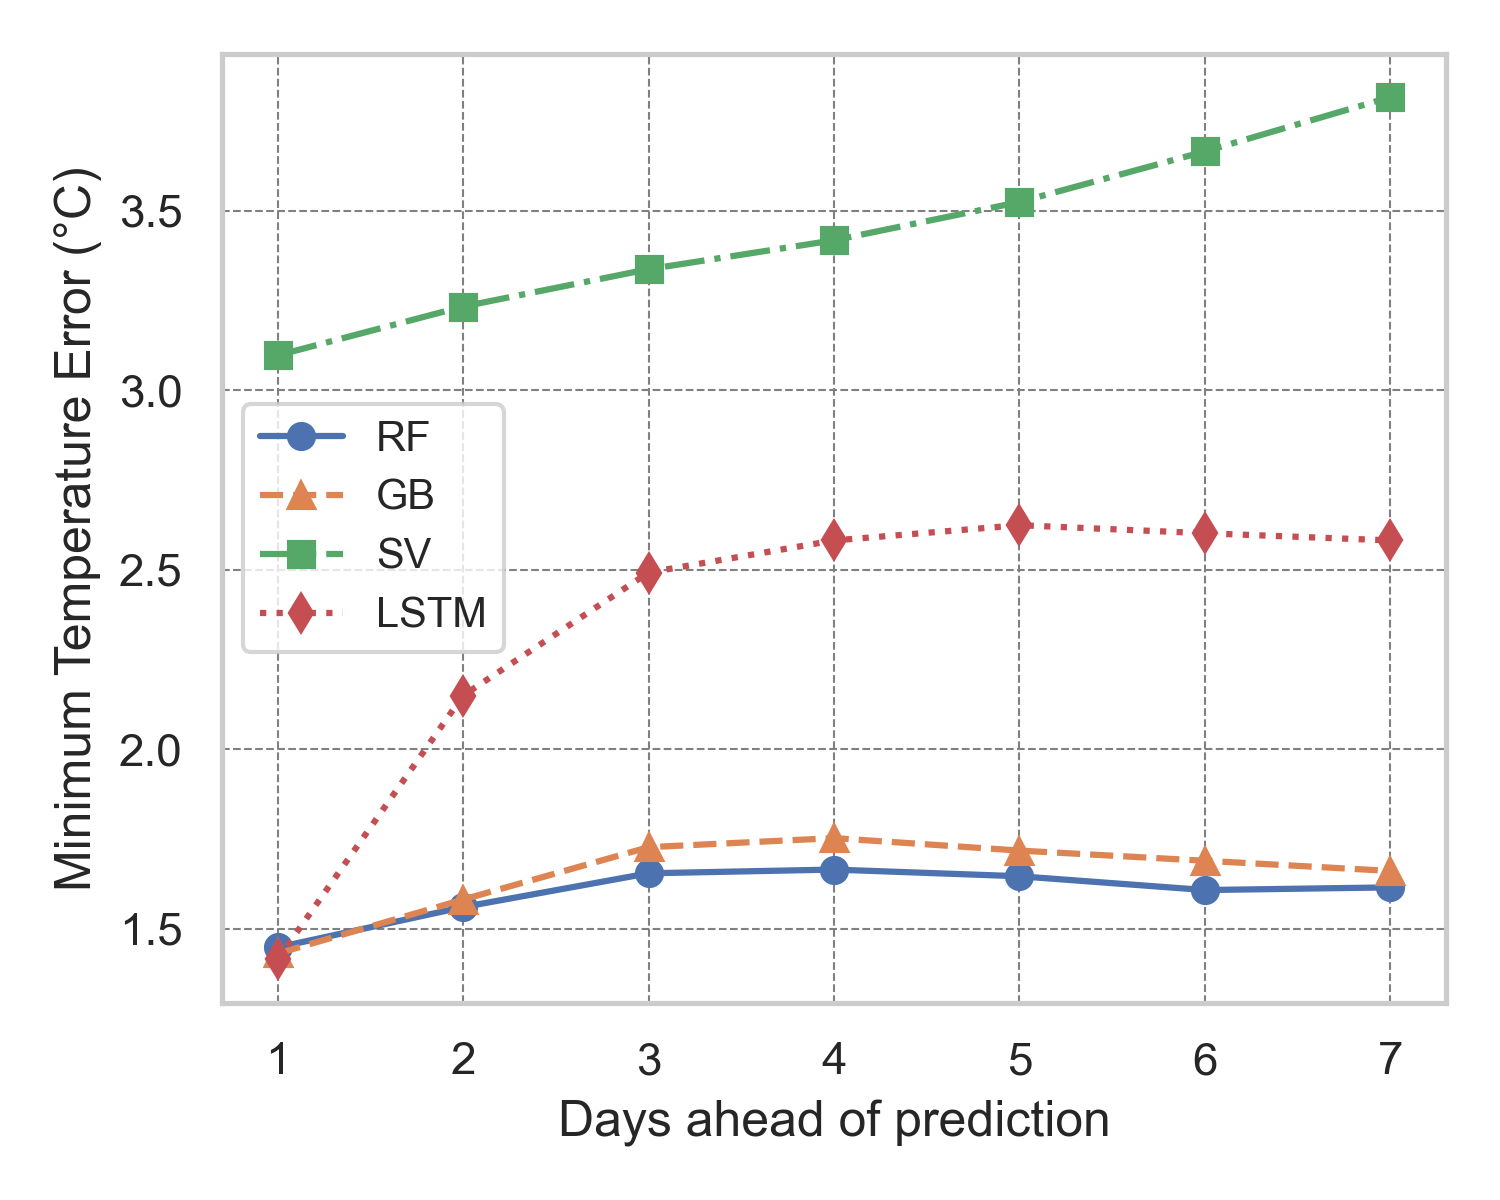 Minimum Temperature Error (°C)
3.5
3.0
2.5
2.0
1.5
RF
GB
SV
LSTM
1 2 3 4 5 6 7
Days ahead of prediction